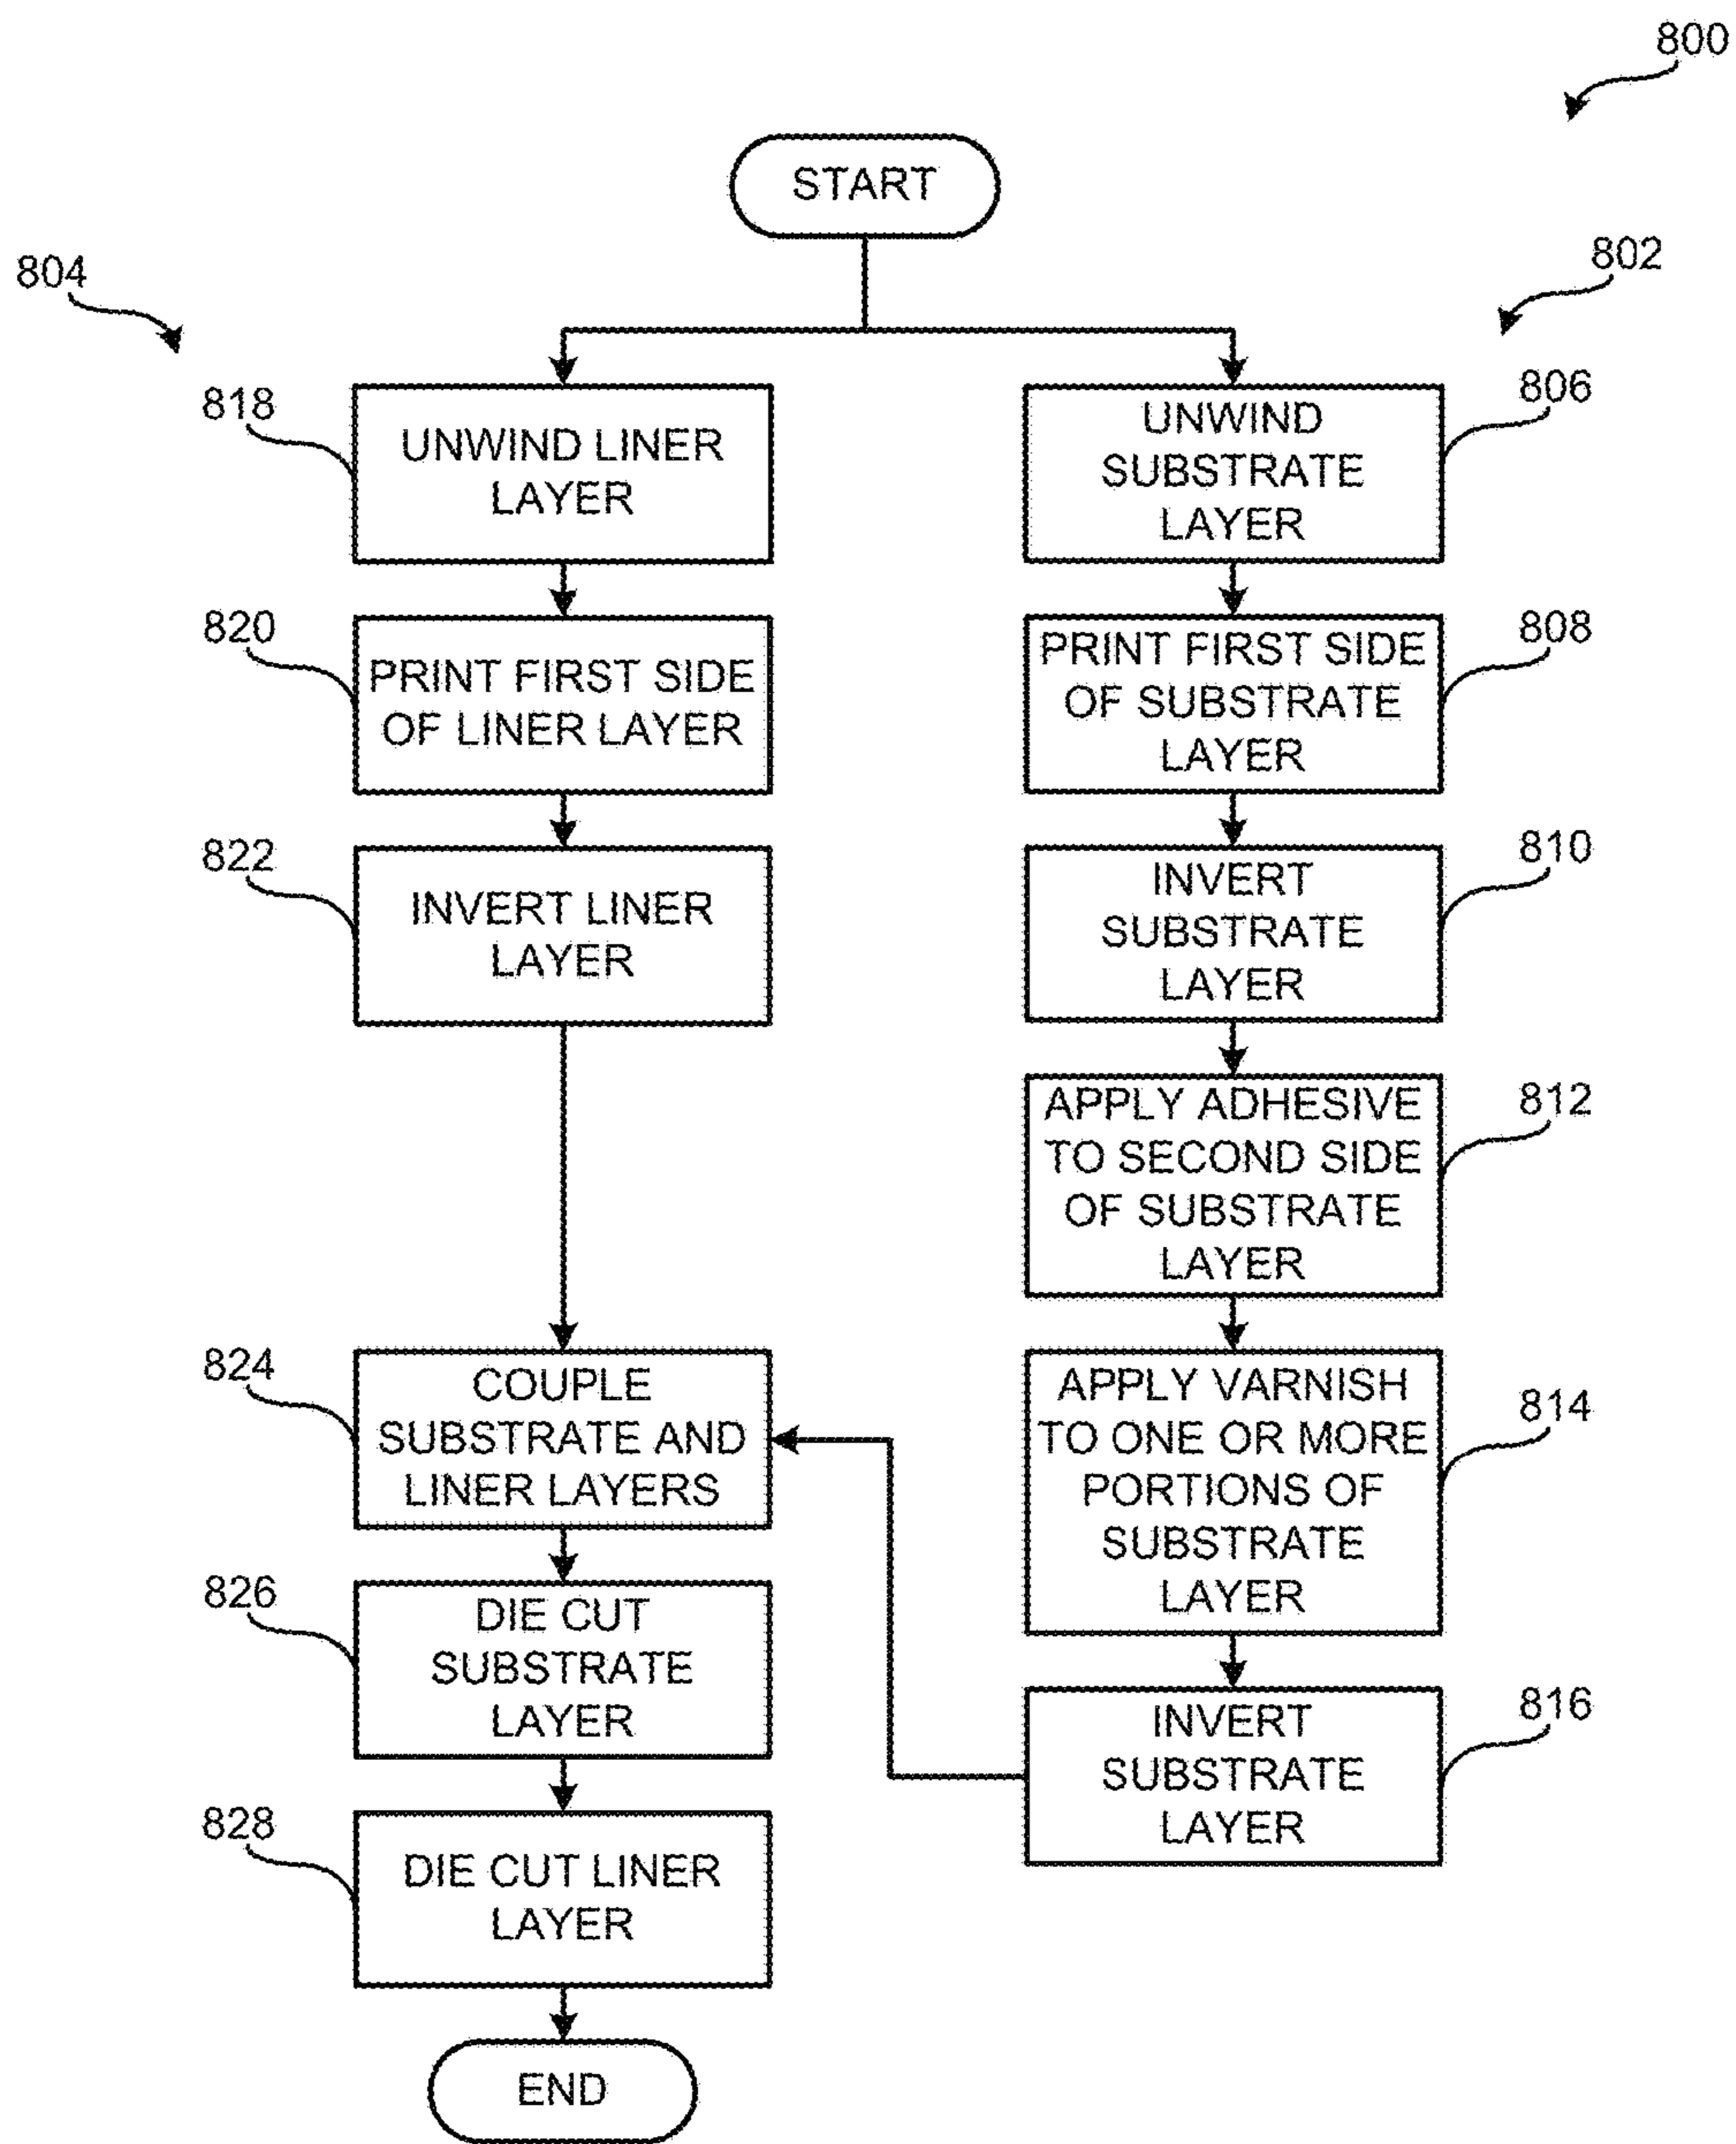 800
START
804
802
818
UNWIND LINER
LAYER
806
UNWIND
SUBSTRATE
LAYER
820
PRINT FIRST SIDE
OF LINER LAYER
808
PRINT FIRST SIDE
OF SUBSTRATE
LAYER
822
INVERT LINER
LAYER
810
INVERT
SUBSTRATE
LAYER
812
APPLY ADHESIVE
TO SECOND SIDE
OF SUBSTRATE
LAYER
824
COUPLE
SUBSTRATE AND
LINER LAYERS
814
APPLY VARNISH
TO ONE OR MORE
PORTIONS OF
SUBSTRATE
LAYER
826
DIE CUT
SUBSTRATE
LAYER
816
INVERT
SUBSTRATE
LAYER
828
DIE CUT LINER
LAYER
END